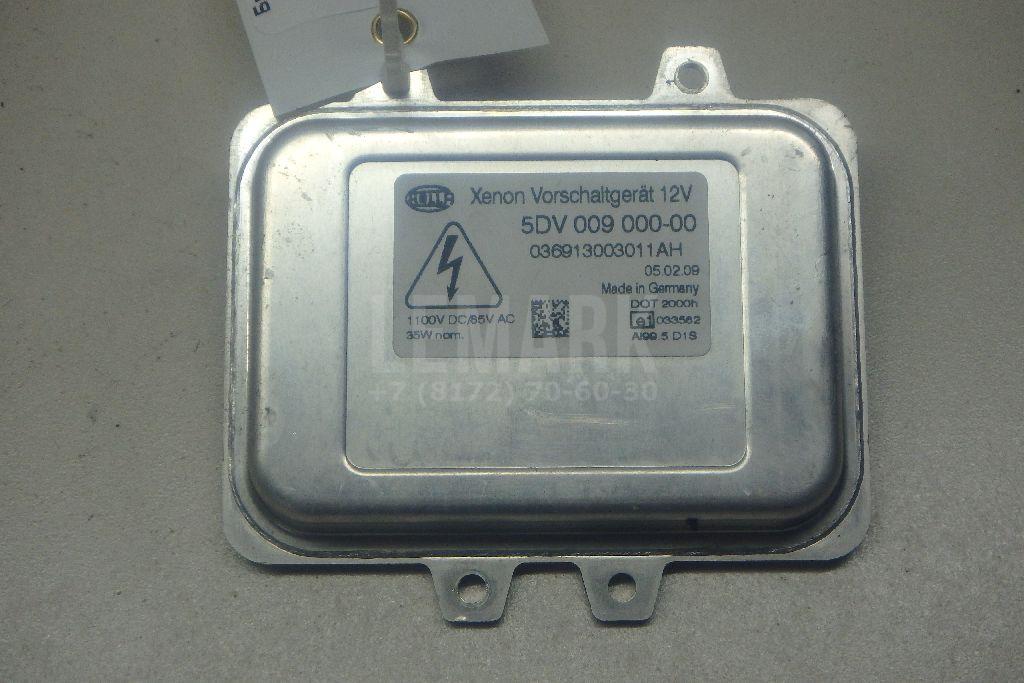 HELLA
Xenon Vorschaltgerät 12V
5DV 009 000-00
036913003011AH
05.02.09
Made in Germany
DOT 2000h
1100V DC/85V AC
e1 033562
35W nom.
AI99.5 D1S
LEMARK
+7 (8172) 70-60-30